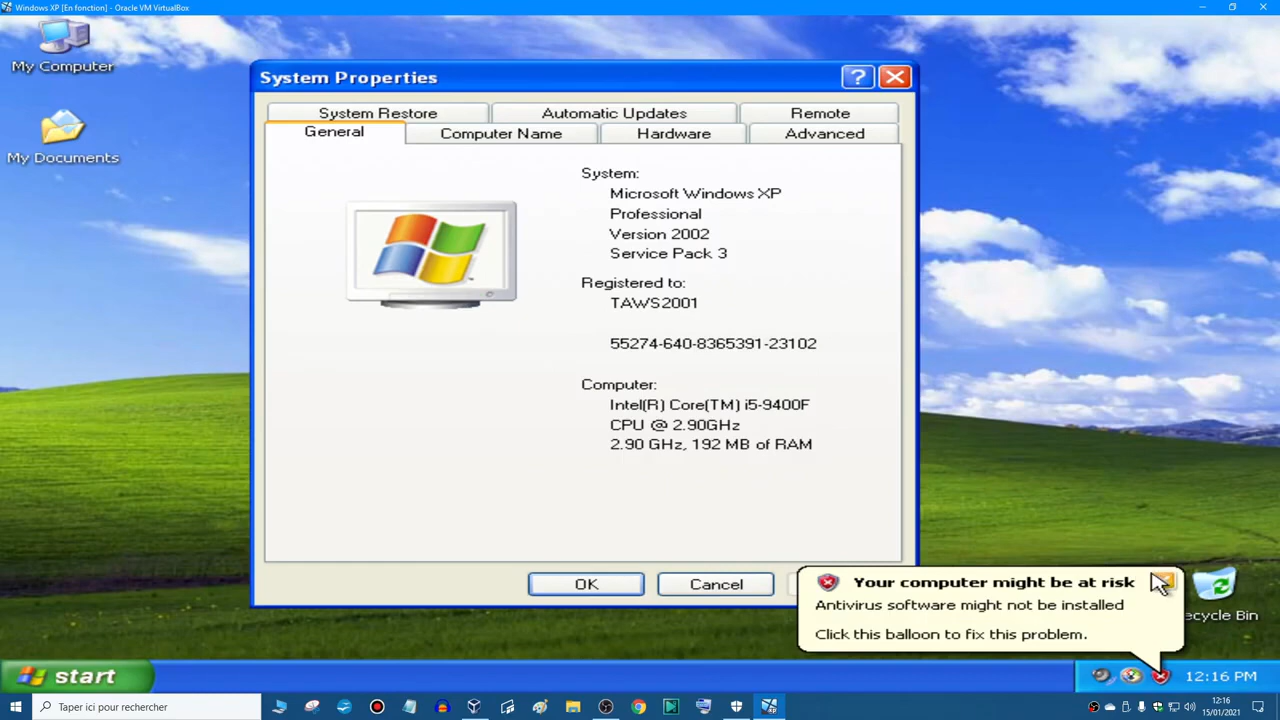 Windows XP [En fonction] - Oracle VM VirtualBox
My Computer
My Documents
System Properties
System Restore
Automatic Updates
Remote
General
Computer Name
Hardware
Advanced
System:
Microsoft Windows XP
Professional
Version 2002
Service Pack 3
Registered to:
TAWS2001
55274-640-8365391-23102
Computer:
Intel(R) Core(TM) i5-9400F
CPU @ 2.90GHz
2.90 GHz, 192 MB of RAM
OK
Cancel
Your computer might be at risk
Antivirus software might not be installed
Click this balloon to fix this problem.
ecycle Bin
start
12:16 PM
Taper ici pour rechercher
12:16
15/01/2021